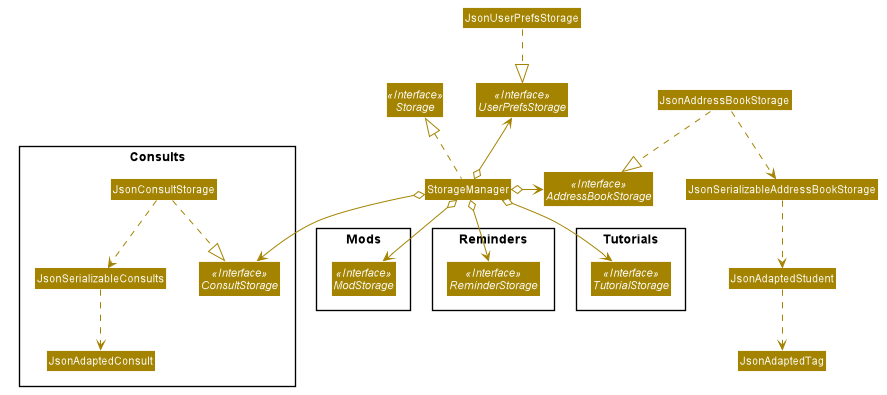 JsonUserPrefsStorage
«Interface»
Storage
«Interface»
UserPrefsStorage
JsonAddressBookStorage
Consults
JsonConsultStorage
StorageManager
«Interface»
AddressBookStorage
JsonSerializableAddressBookStorage
Mods
Reminders
Tutorials
JsonSerializableConsults
«Interface»
ConsultStorage
«Interface»
ModStorage
«Interface»
ReminderStorage
«Interface»
TutorialStorage
JsonAdaptedStudent
JsonAdaptedConsult
JsonAdaptedTag